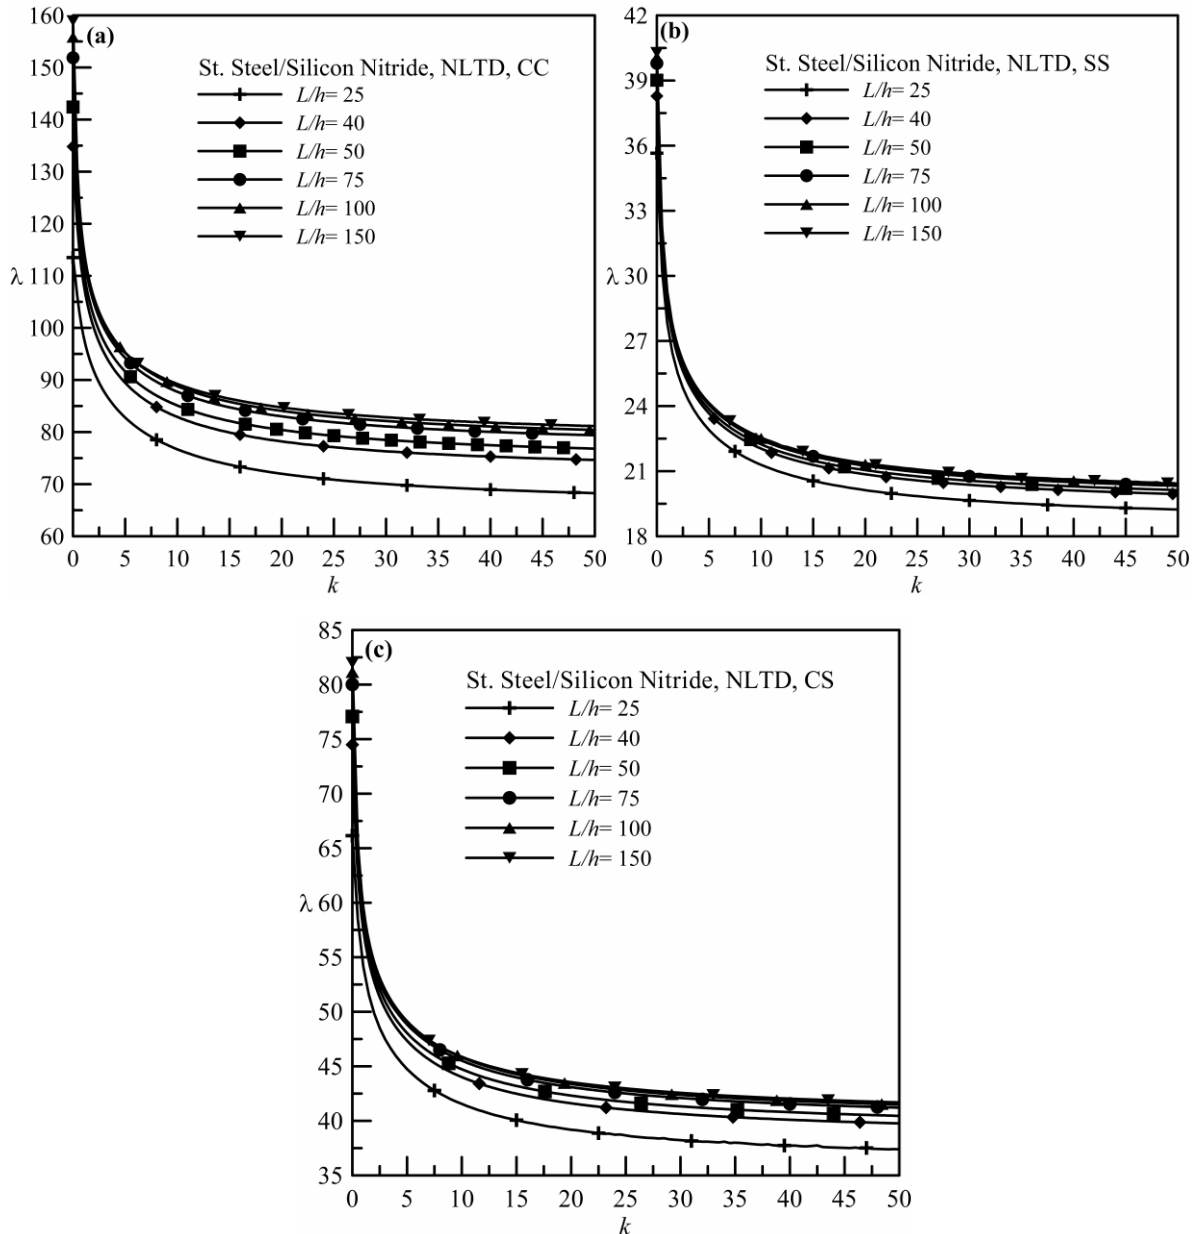 (a)
St. Steel/Silicon Nitride, NLTD, CC
L/h= 25
L/h= 40
L/h= 50
L/h= 75
L/h= 100
L/h= 150
160
150
140
130
120
λ 110
100
90
80
70
60
0 5 10 15 20 25 30 35 40 45 50
k
(b)
St. Steel/Silicon Nitride, NLTD, SS
L/h= 25
L/h= 40
L/h= 50
L/h= 75
L/h= 100
L/h= 150
42
39
36
33
λ 30
27
24
21
18
0 5 10 15 20 25 30 35 40 45 50
k
(c)
St. Steel/Silicon Nitride, NLTD, CS
L/h= 25
L/h= 40
L/h= 50
L/h= 75
L/h= 100
L/h= 150
85
80
75
70
65
λ 60
55
50
45
40
35
0 5 10 15 20 25 30 35 40 45 50
k